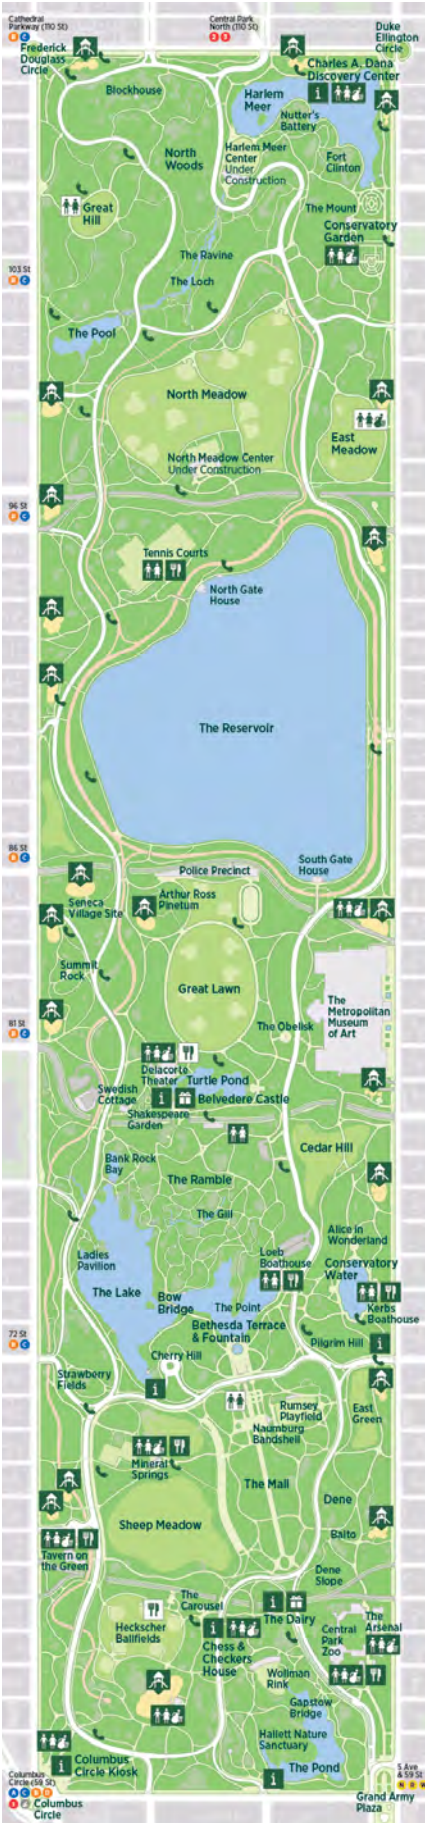 Cathedral
Parkway (110 St)
B C
Central Park
North (110 St)
2 3
Duke
Ellington
Circle
Frederick
Douglass
Circle
Charles A. Dana
Discovery Center
Blockhouse
Harlem
Meer
Nutter's
Battery
North
Woods
Harlem Meer
Center
Under
Construction
Fort
Clinton
Great
Hill
The Mount
Conservatory
Garden
The Ravine
103 St
B C
The Loch
The Pool
North Meadow
East
Meadow
North Meadow Center
Under Construction
96 St
B C
Tennis Courts
North Gate
House
The Reservoir
86 St
B C
South Gate
House
Police Precinct
Arthur Ross
Pinetum
Seneca
Village Site
Summit
Rock
Great Lawn
The
Metropolitan
Museum
of Art
81 St
B C
The Obelisk
Delacorte
Theater
Turtle Pond
Swedish
Cottage
Belvedere Castle
Shakespeare
Garden
Cedar Hill
Bank Rock
Bay
The Ramble
The Gill
Alice in
Wonderland
Ladies
Pavilion
Loeb
Boathouse
Conservatory
Water
The Lake
Bow
Bridge
The Point
Kerbs
Boathouse
72 St
B C
Bethesda Terrace
& Fountain
Pilgrim Hill
Cherry Hill
Strawberry
Fields
Rumsey
Playfield
East
Green
Naumburg
Bandshell
Mineral
Springs
The Mall
Dene
Sheep Meadow
Balto
Tavern on
the Green
Dene
Slope
The
Carousel
The Dairy
The
Arsenal
Heckscher
Ballfields
Chess &
Checkers
House
Central
Park
Zoo
Wollman
Rink
Gapstow
Bridge
Hallett Nature
Sanctuary
Columbus
Circle Kiosk
The Pond
Columbus
Circle (59 St)
A C B D
1
Columbus
Circle
5 Ave
& 59 St
N R W
Grand Army
Plaza